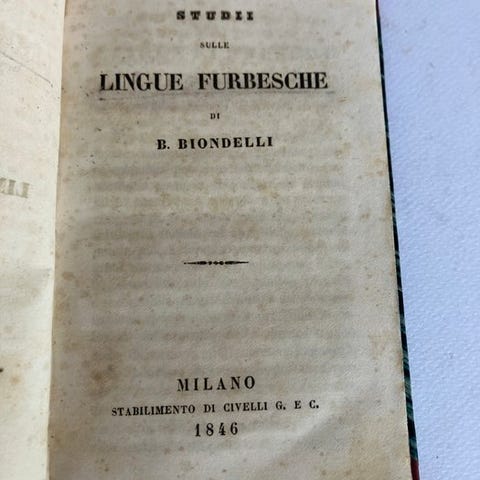 STUDII
SULLE
LINGUE FURBESCHE
DI
B. BIONDELLI
MILANO
STABILIMENTO DI CIVELLI G. E C.
1846